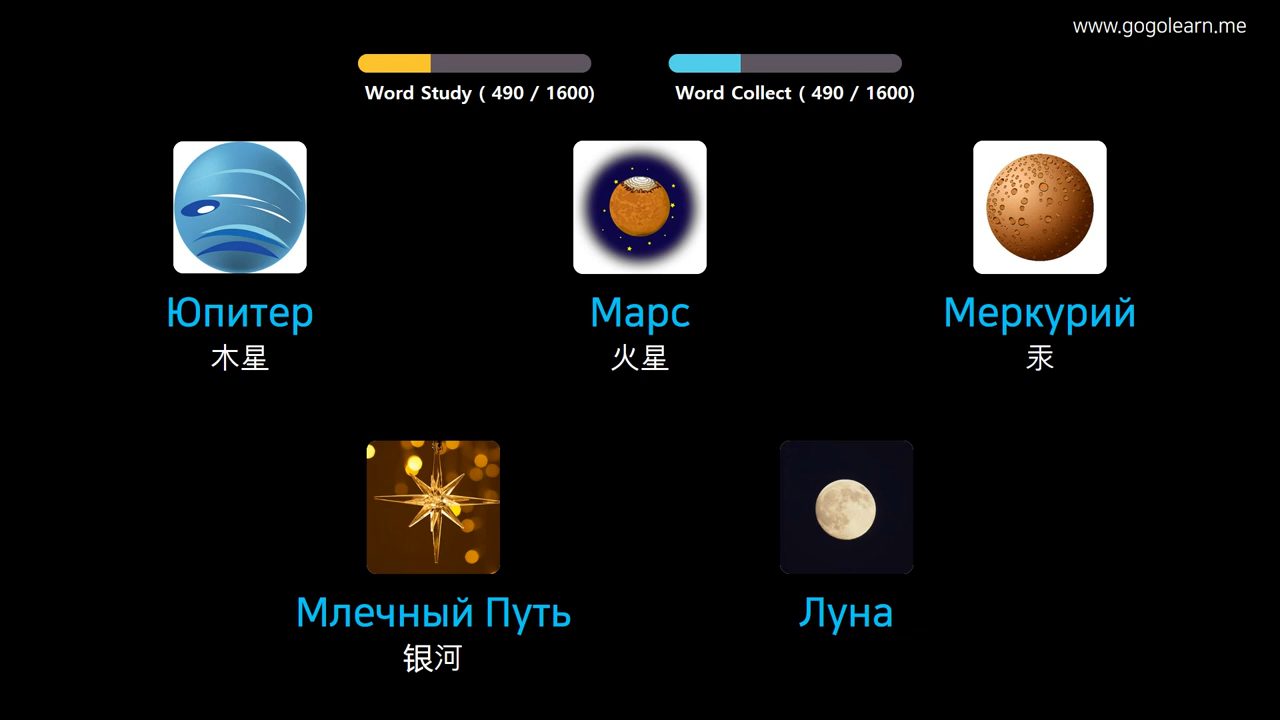 www.gogolearn.me
Word Study ( 490 / 1600)
Word Collect ( 490 / 1600)
Юпитер
木星
Марс
火星
Меркурий
汞
Млечный Путь
银河
Луна